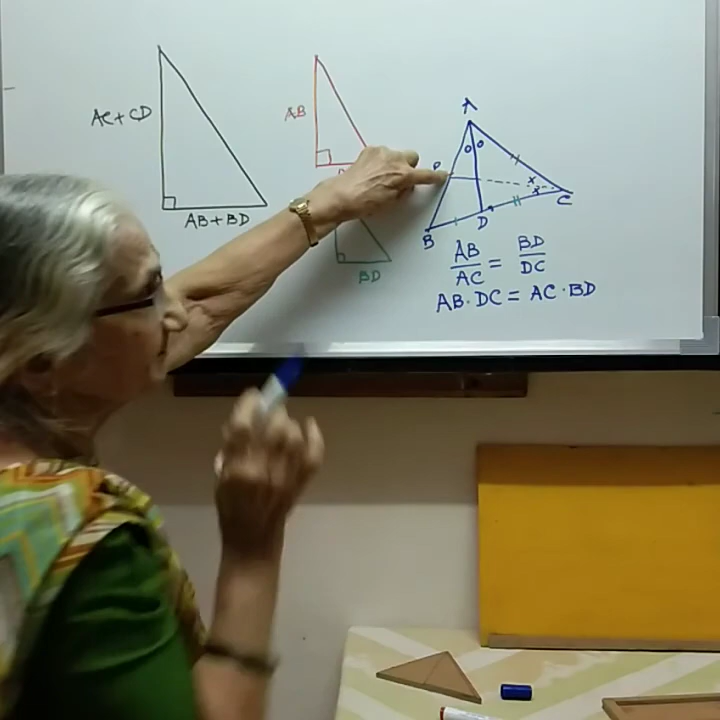 AC+CD
AB+BD
AB
BD
A
P
B
D
C
o o
x
x
AB/AC = BD/DC
AB·DC = AC·BD